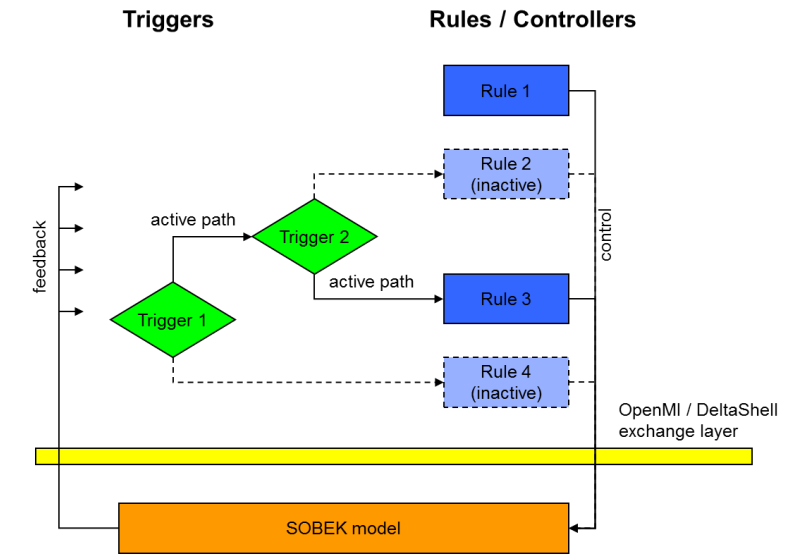 Triggers
Rules / Controllers
Rule 1
Rule 2
(inactive)
active path
Trigger 2
control
feedback
active path
Rule 3
Trigger 1
Rule 4
(inactive)
OpenMI / DeltaShell
exchange layer
SOBEK model